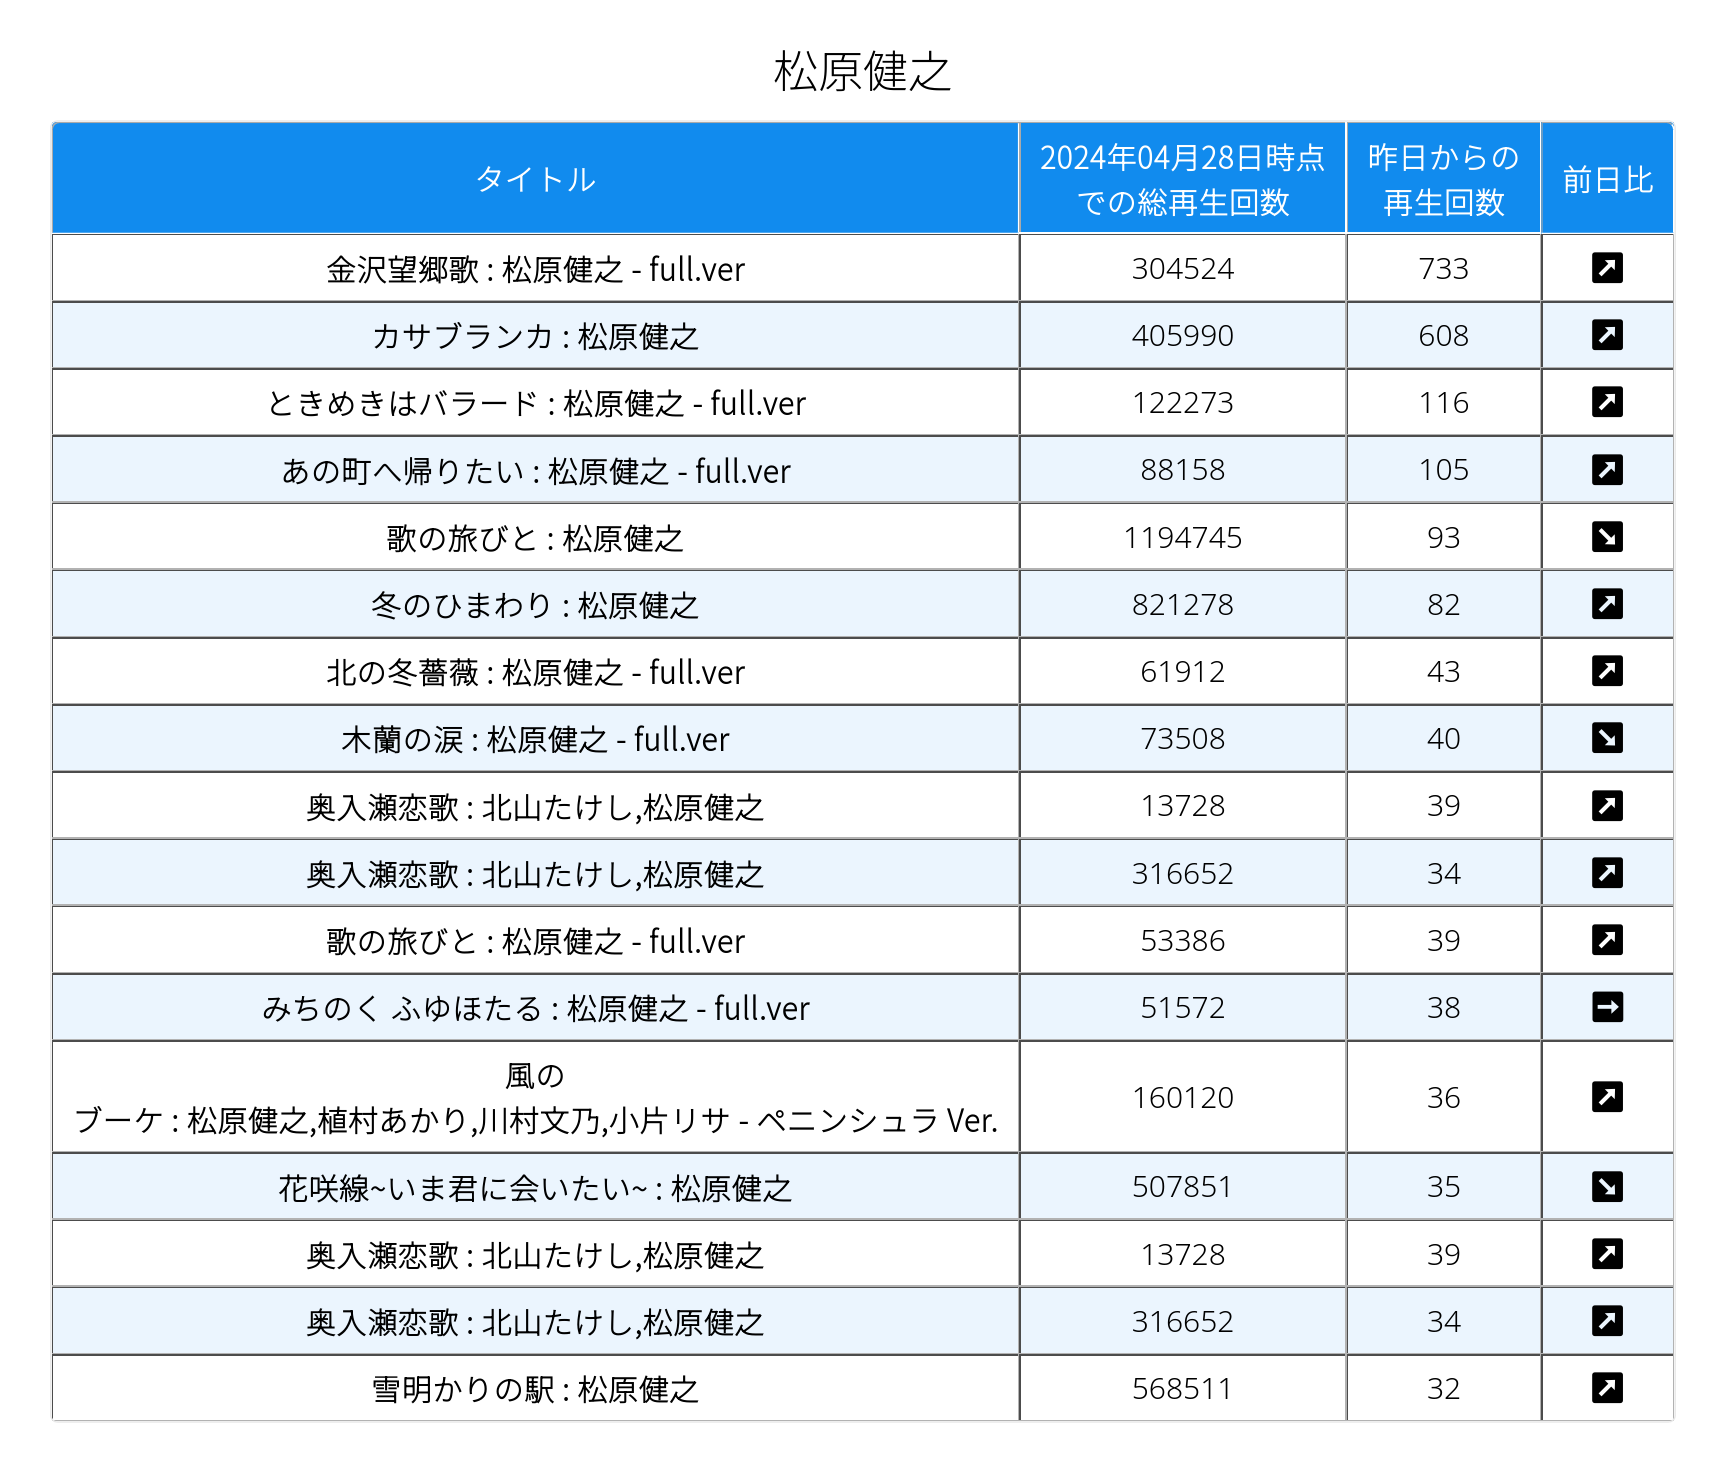 松原健之
タイトル
2024年04月28日時点
での総再生回数
昨日からの
再生回数
前日比
金沢望郷歌 : 松原健之 - full.ver 304524 733
カサブランカ : 松原健之 405990 608
ときめきはバラード : 松原健之 - full.ver 122273 116
あの町へ帰りたい : 松原健之 - full.ver 88158 105
歌の旅びと : 松原健之 1194745 93
冬のひまわり : 松原健之 821278 82
北の冬薔薇 : 松原健之 - full.ver 61912 43
木蘭の涙 : 松原健之 - full.ver 73508 40
奥入瀬恋歌 : 北山たけし,松原健之 13728 39
奥入瀬恋歌 : 北山たけし,松原健之 316652 34
歌の旅びと : 松原健之 - full.ver 53386 39
みちのく ふゆほたる : 松原健之 - full.ver 51572 38
風の
ブーケ : 松原健之,植村あかり,川村文乃,小片リサ - ペニンシュラ Ver. 160120 36
花咲線~いま君に会いたい~ : 松原健之 507851 35
奥入瀬恋歌 : 北山たけし,松原健之 13728 39
奥入瀬恋歌 : 北山たけし,松原健之 316652 34
雪明かりの駅 : 松原健之 568511 32